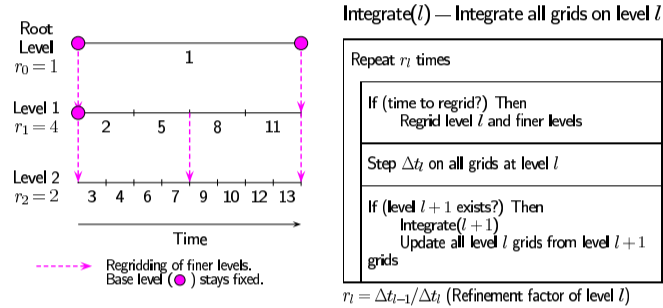 Root
Level
r₀ = 1
1
Level 1
r₁ = 4
2 5 8 11
Level 2
r₂ = 2
3 4 6 7 9 10 12 13
Time
Regridding of finer levels.
Base level ( ) stays fixed.
Integrate(l) — Integrate all grids on level l
Repeat rₗ times
If (time to regrid?) Then
Regrid level l and finer levels
Step Δtₗ on all grids at level l
If (level l + 1 exists?) Then
Integrate(l + 1)
Update all level l grids from level l + 1
grids
rₗ = Δtₗ₋₁/Δtₗ (Refinement factor of level l)